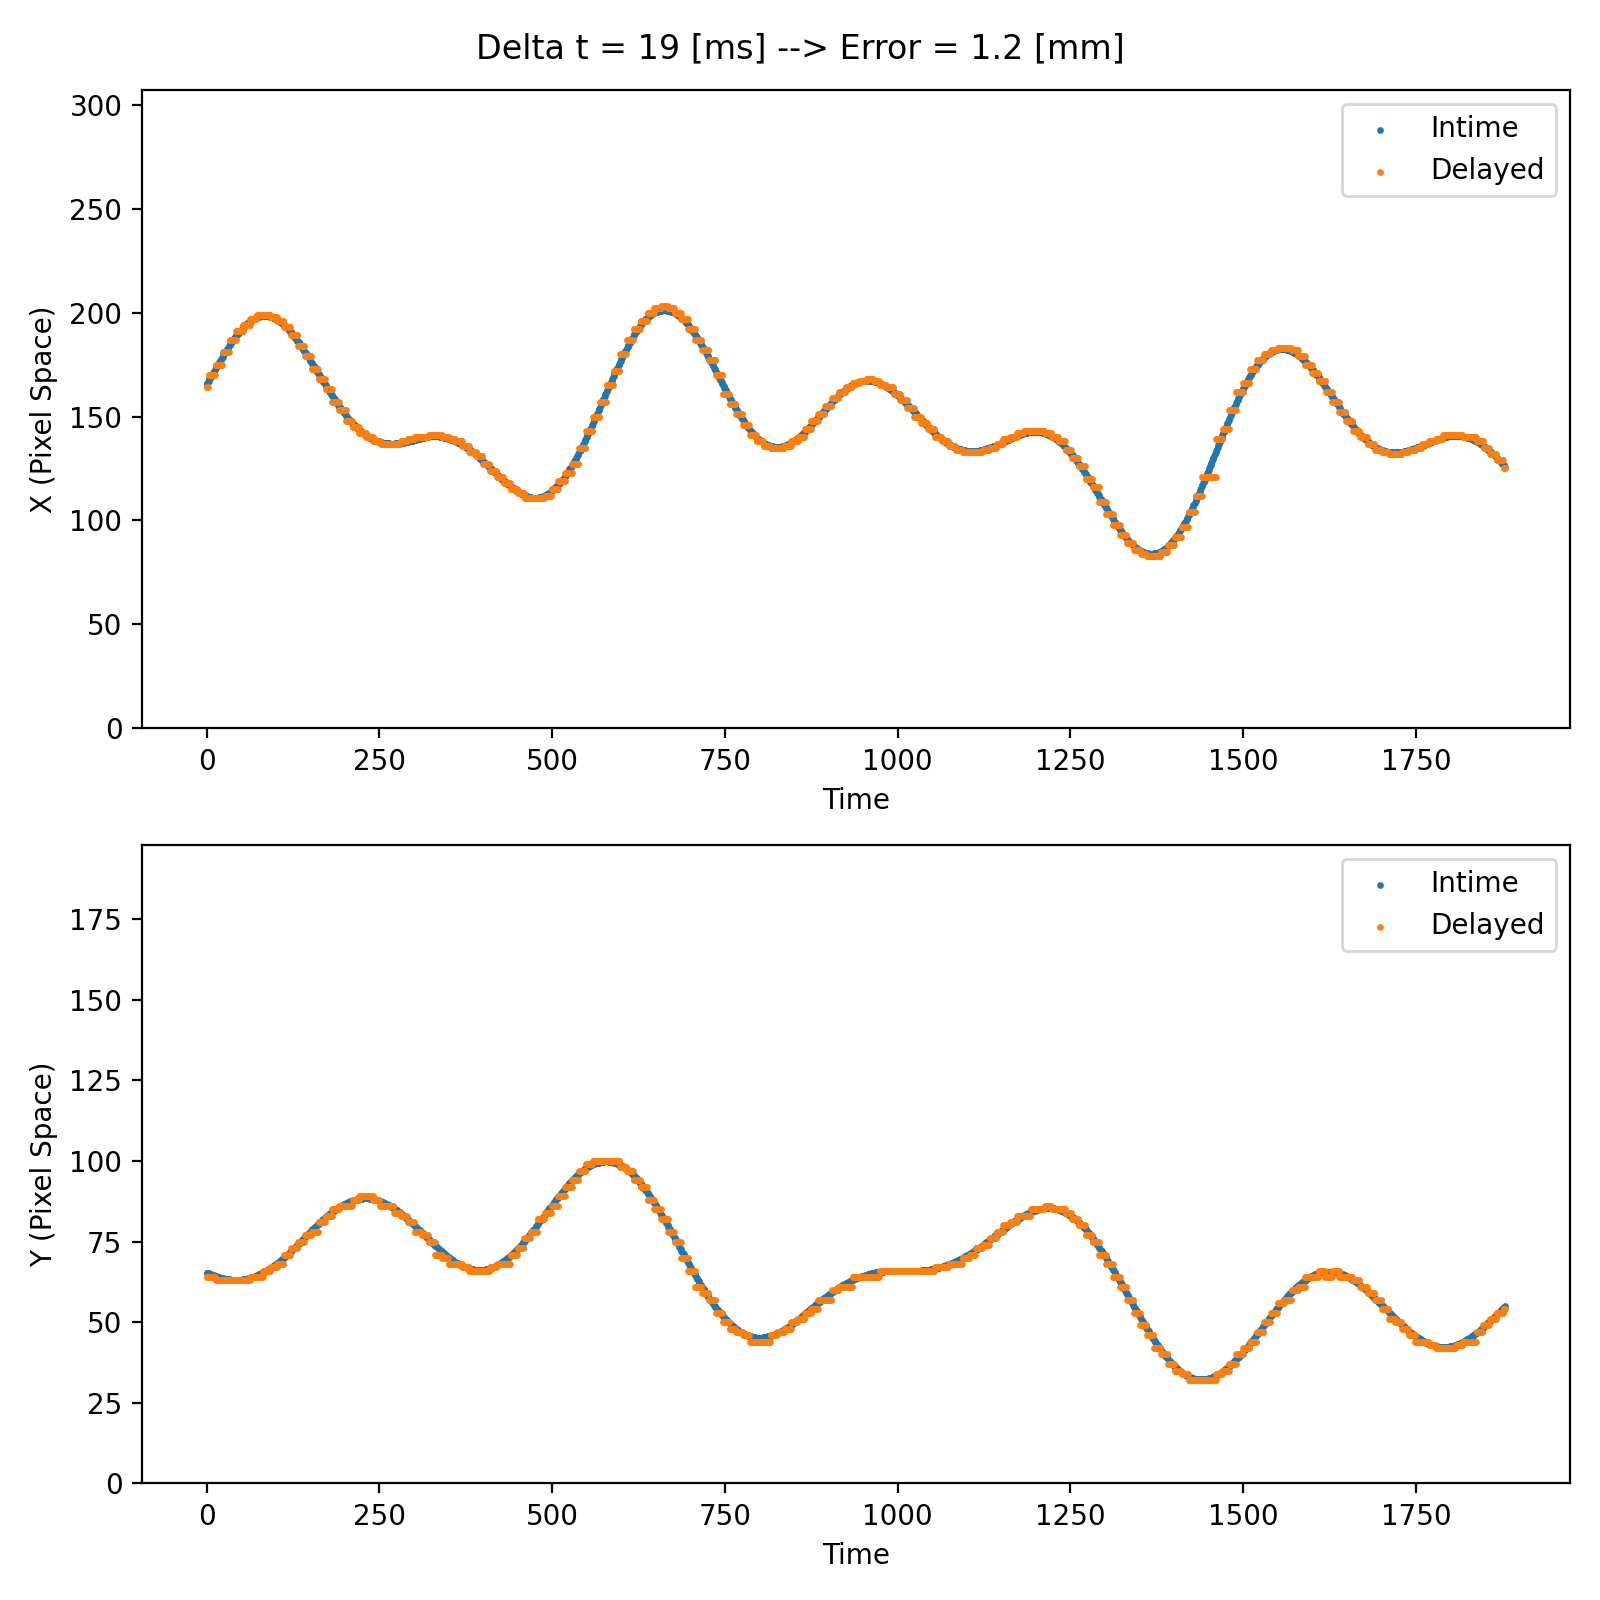 Delta t = 19 [ms] --> Error = 1.2 [mm]
300
250
200
150
100
50
0
X (Pixel Space)
Intime
Delayed
0 250 500 750 1000 1250 1500 1750
Time
175
150
125
100
75
50
25
0
Y (Pixel Space)
Intime
Delayed
0 250 500 750 1000 1250 1500 1750
Time